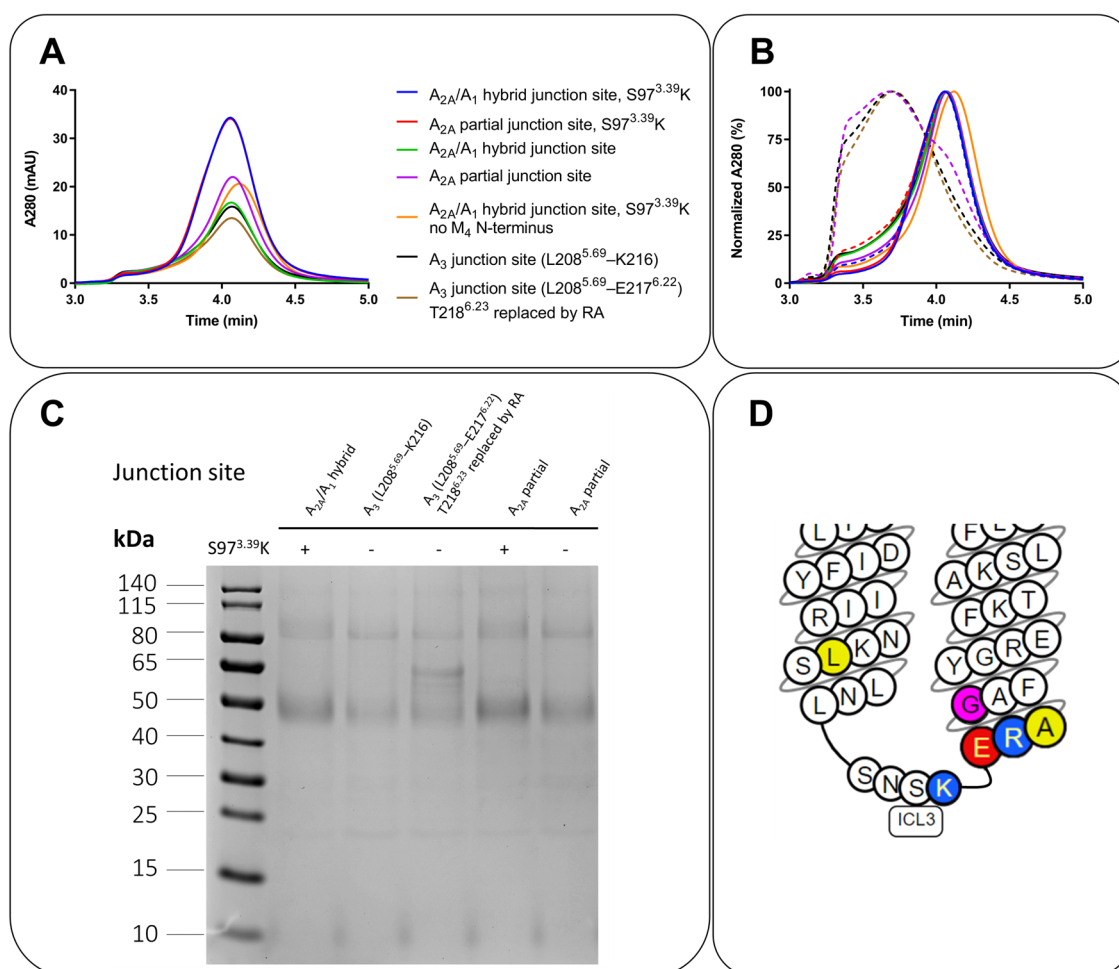 A
A280 (mAU)
40
30
20
10
0
3.0 3.5 4.0 4.5 5.0
Time (min)
A2A/A1 hybrid junction site, S97^3.39K
A2A partial junction site, S97^3.39K
A2A/A1 hybrid junction site
A2A partial junction site
A2A/A1 hybrid junction site, S97^3.39K
no M4 N-terminus
A3 junction site (L208^5.69–K216)
A3 junction site (L208^5.69–E217^6.22)
T218^6.23 replaced by RA
B
Normalized A280 (%)
100
75
50
25
0
3.0 3.5 4.0 4.5 5.0
Time (min)
C
Junction site
A2A/A1 hybrid
A3 (L208^5.69–K216)
A3 (L208^5.69–E217^6.22)
T218^6.23 replaced by RA
A2A partial
A2A partial
kDa
S97^3.39K + - - + -
140
115
80
65
50
40
30
25
15
10
D
Y F I D
R I I
S L K N
L N L
S N S K
ICL3
A K S L
F K T
Y G R E
G A F
E R A